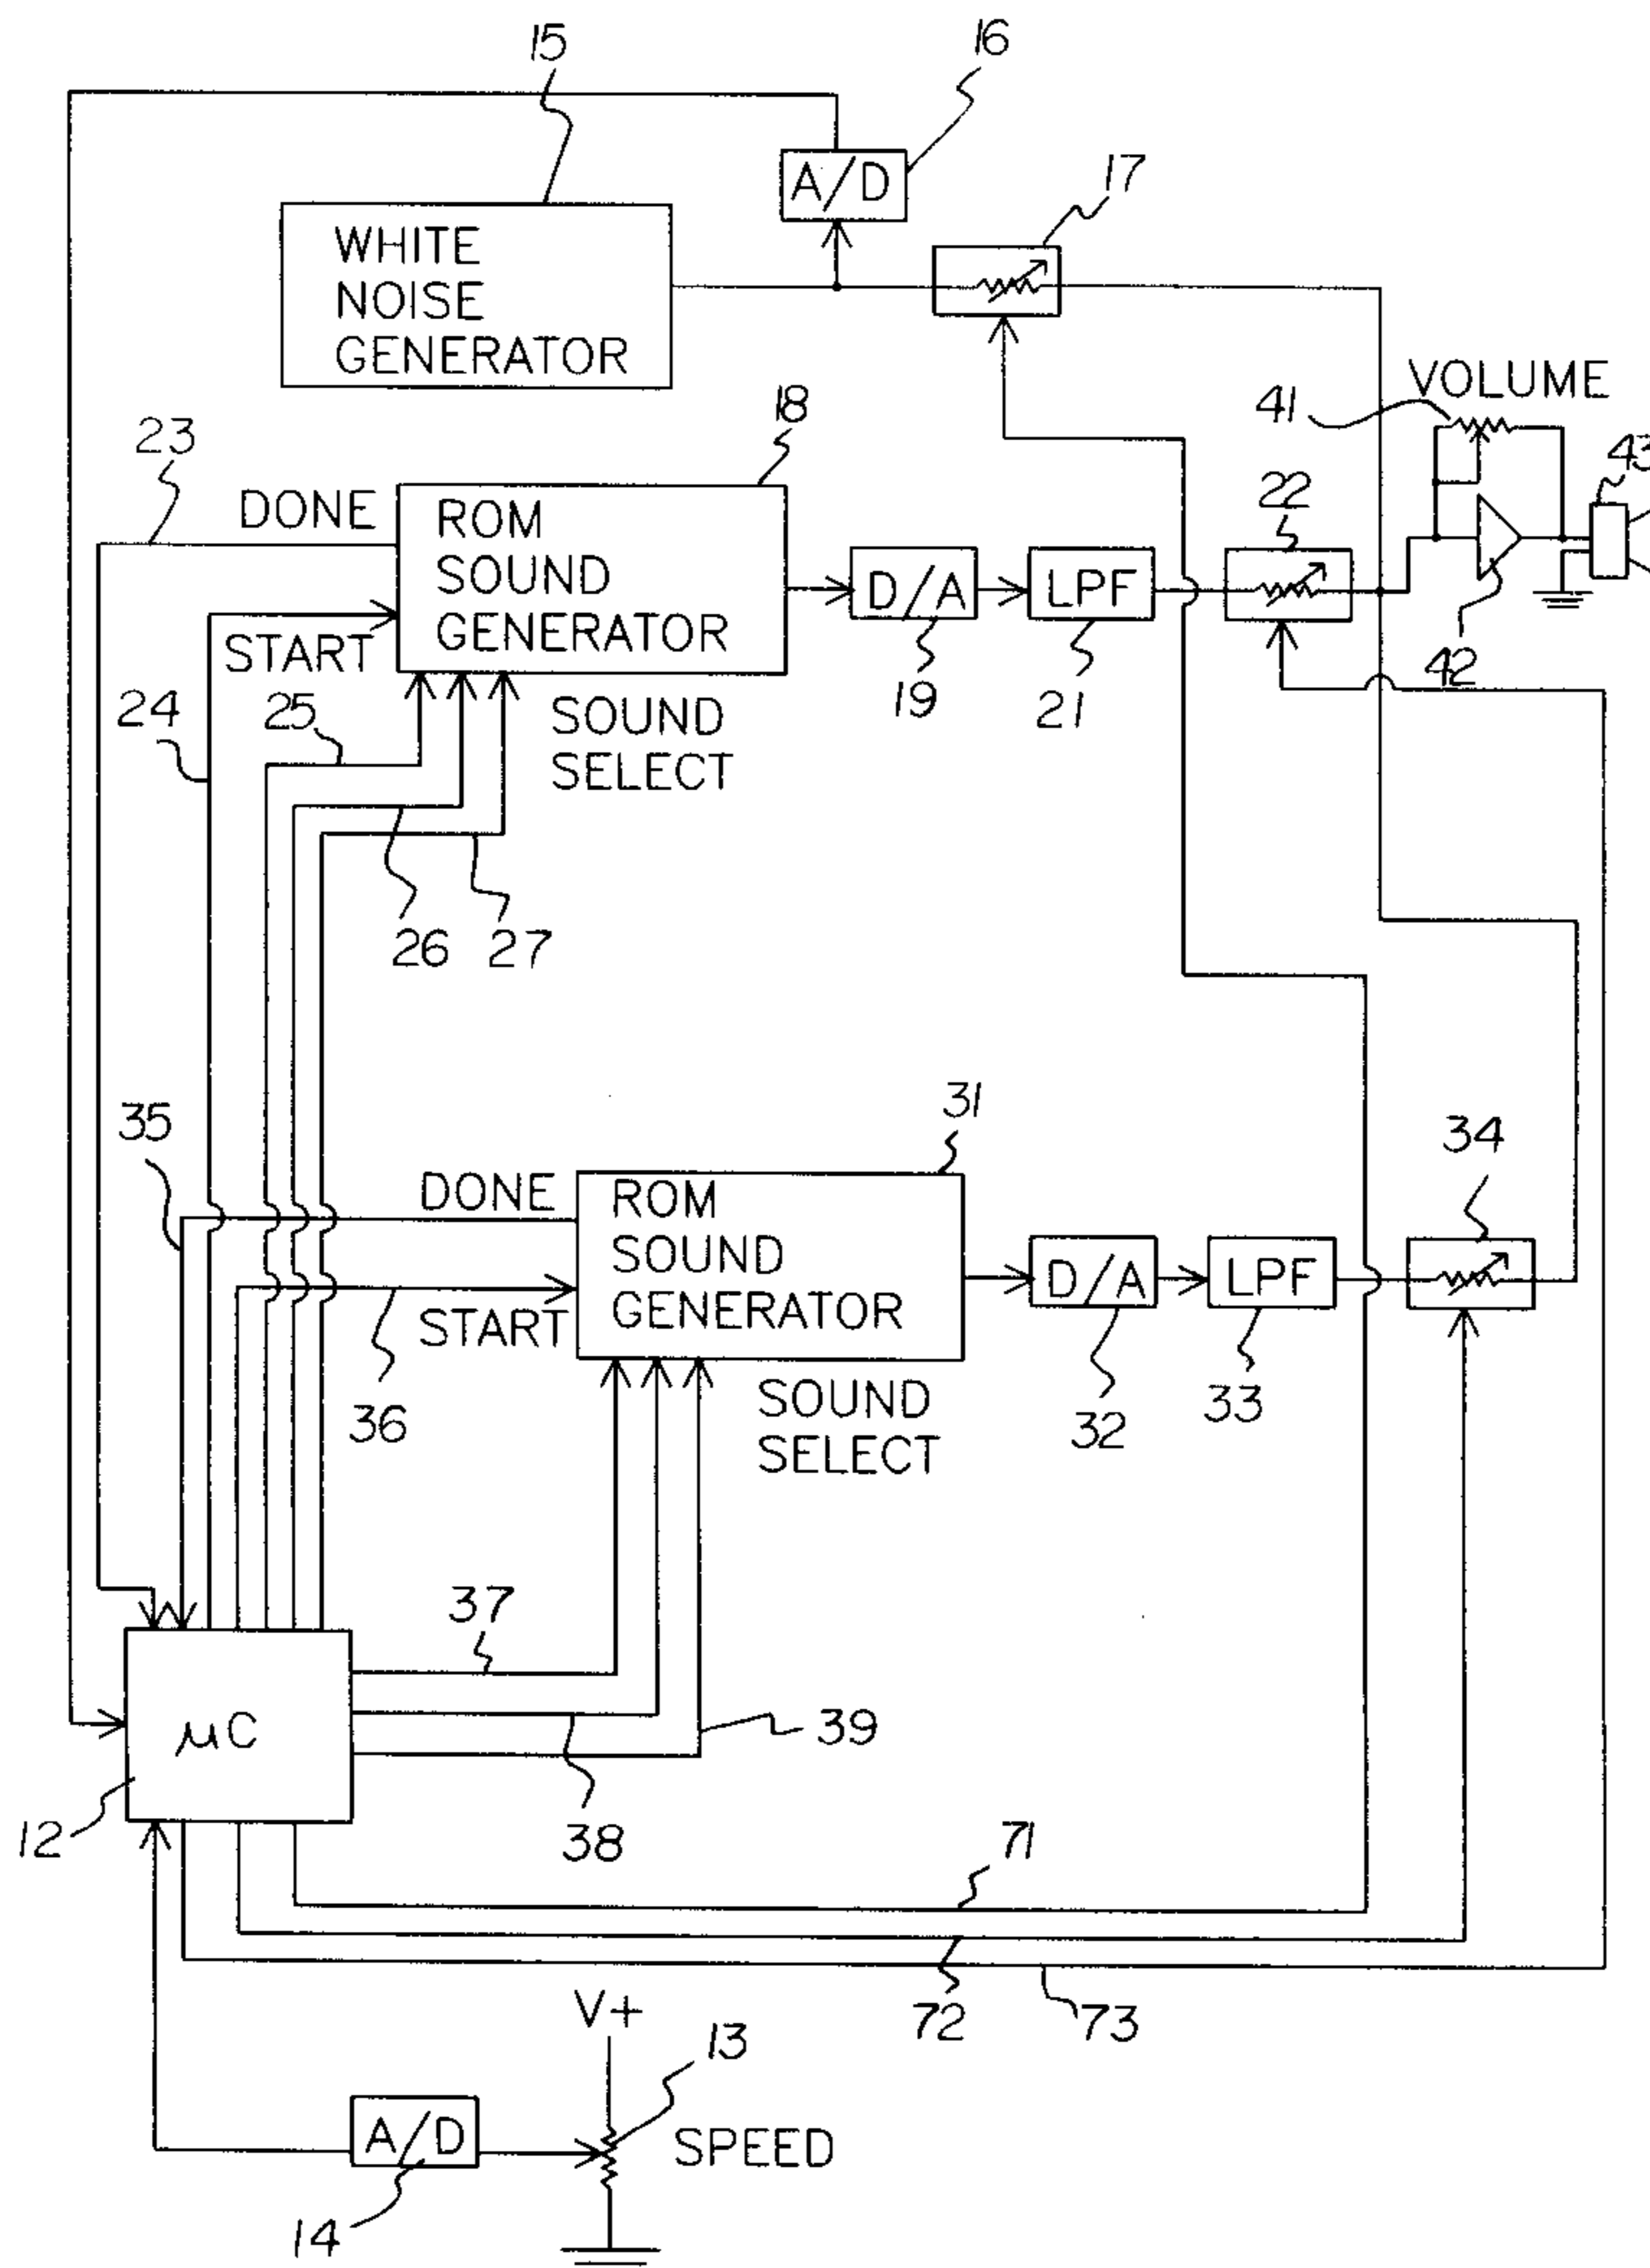 15
16
A/D
17
WHITE
NOISE
GENERATOR
VOLUME
41
18
23
43
DONE
22
ROM
SOUND
GENERATOR
D/A
LPF
START
42
24
25
19
21
SOUND
SELECT
26
27
31
35
34
DONE
ROM
SOUND
GENERATOR
D/A
LPF
START
36
SOUND
SELECT
32
33
37
μC
39
12
38
71
72
73
V+
13
A/D
SPEED
14